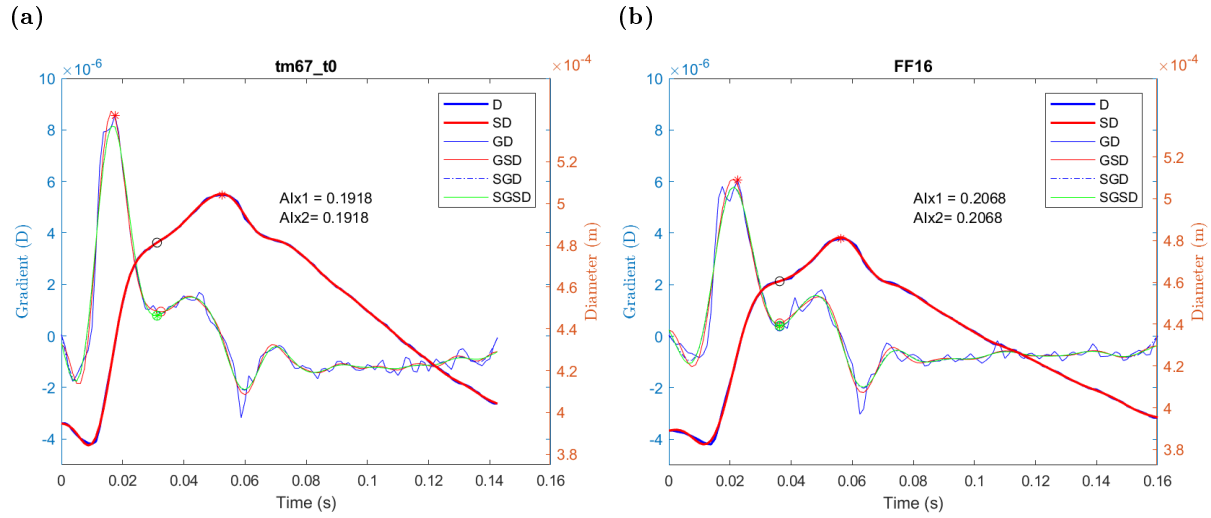 (a)
tm67_t0
×10⁻⁶
×10⁻⁴
10
8
6
4
2
0
-2
-4
Gradient (D)
D
SD
GD
GSD
SGD
SGSD
AIx1 = 0.1918
AIx2= 0.1918
5.2
5
4.8
4.6
4.4
4.2
4
3.8
Diameter (m)
0
0.02
0.04
0.06
0.08
0.1
0.12
0.14
0.16
Time (s)
(b)
FF16
×10⁻⁶
×10⁻⁴
10
8
6
4
2
0
-2
-4
Gradient (D)
D
SD
GD
GSD
SGD
SGSD
AIx1 = 0.2068
AIx2= 0.2068
5.2
5
4.8
4.6
4.4
4.2
4
3.8
Diameter (m)
0
0.02
0.04
0.06
0.08
0.1
0.12
0.14
0.16
Time (s)